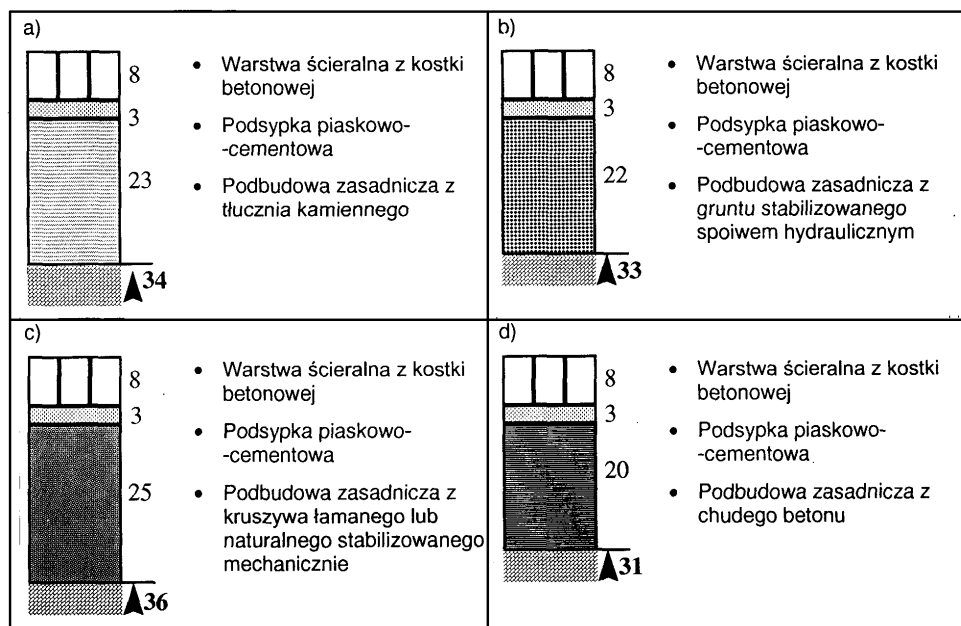 a)
8
3
23
34
• Warstwa ścieralna z kostki
betonowej
• Podsypka piaskowo-
-cementowa
• Podbudowa zasadnicza z
tłucznia kamiennego
b)
8
3
22
33
• Warstwa ścieralna z kostki
betonowej
• Podsypka piaskowo-
-cementowa
• Podbudowa zasadnicza z
gruntu stabilizowanego
spoiwem hydraulicznym
c)
8
3
25
36
• Warstwa ścieralna z kostki
betonowej
• Podsypka piaskowo-
-cementowa
• Podbudowa zasadnicza z
kruszywa łamanego lub
naturalnego stabilizowanego
mechanicznie
d)
8
3
20
31
• Warstwa ścieralna z kostki
betonowej
• Podsypka piaskowo-
-cementowa
• Podbudowa zasadnicza z
chudego betonu